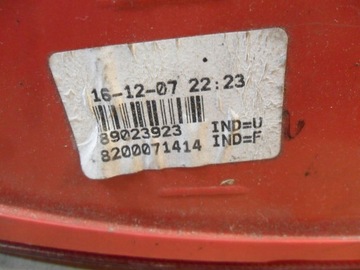 16-12-07 22:23
89023923 IND=U
8200071414 IND=F